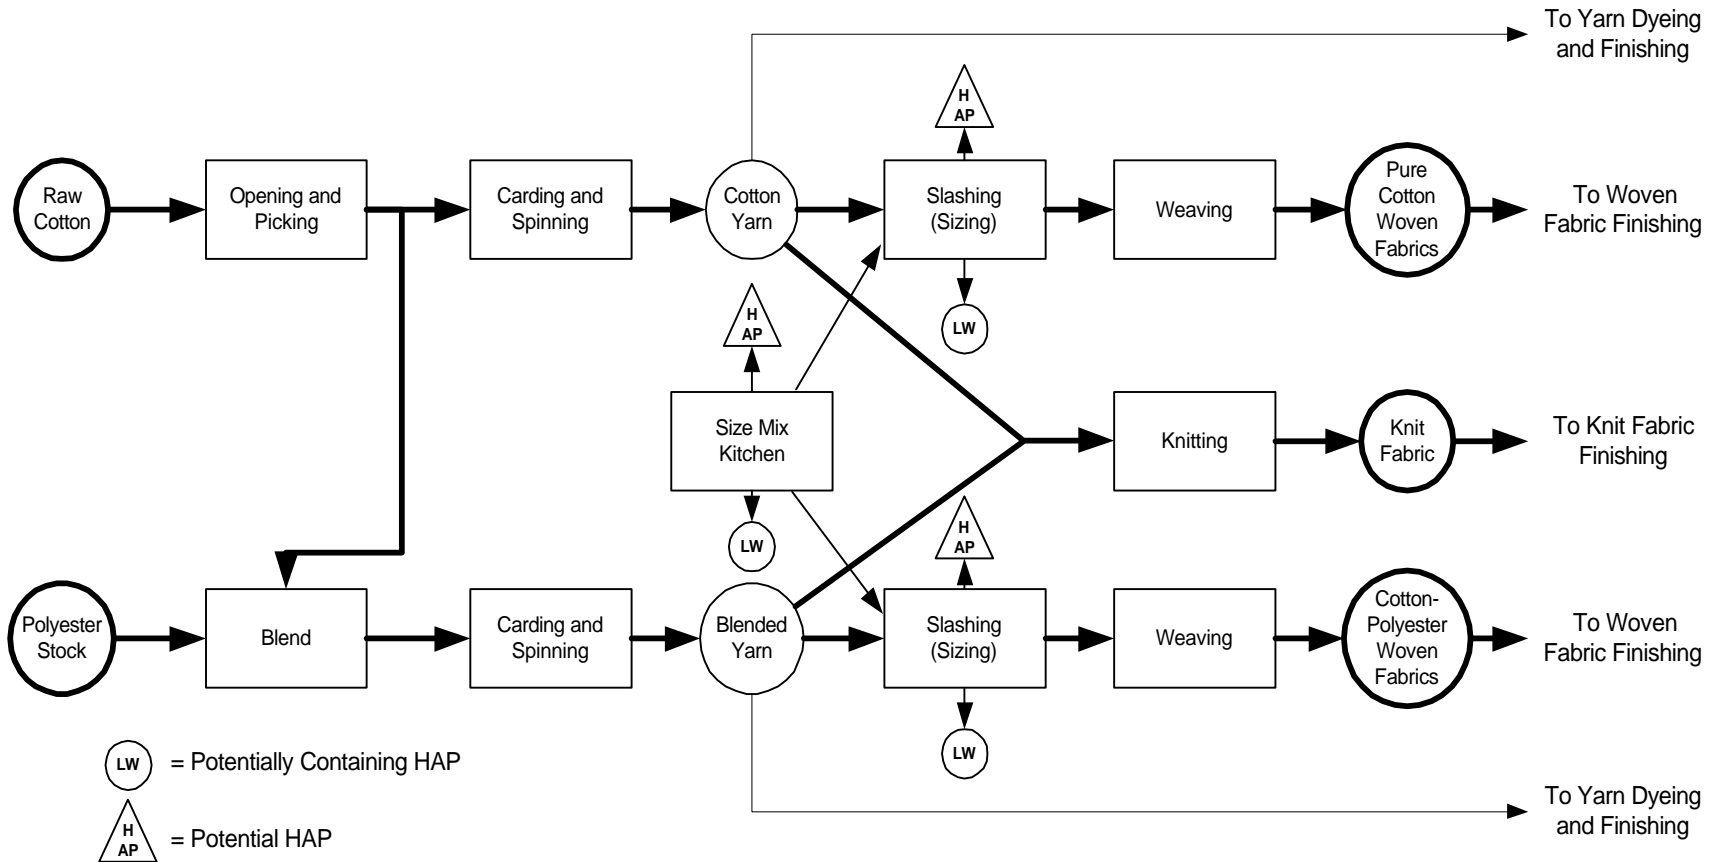 To Yarn Dyeing
and Finishing
H
AP
Raw
Cotton
Opening and
Picking
Carding and
Spinning
Cotton
Yarn
Slashing
(Sizing)
Weaving
Pure
Cotton
Woven
Fabrics
To Woven
Fabric Finishing
H
AP
LW
Size Mix
Kitchen
Knitting
Knit
Fabric
To Knit Fabric
Finishing
LW
H
AP
Polyester
Stock
Blend
Carding and
Spinning
Blended
Yarn
Slashing
(Sizing)
Weaving
Cotton-
Polyester
Woven
Fabrics
To Woven
Fabric Finishing
LW
LW = Potentially Containing HAP
H
AP
= Potential HAP
To Yarn Dyeing
and Finishing